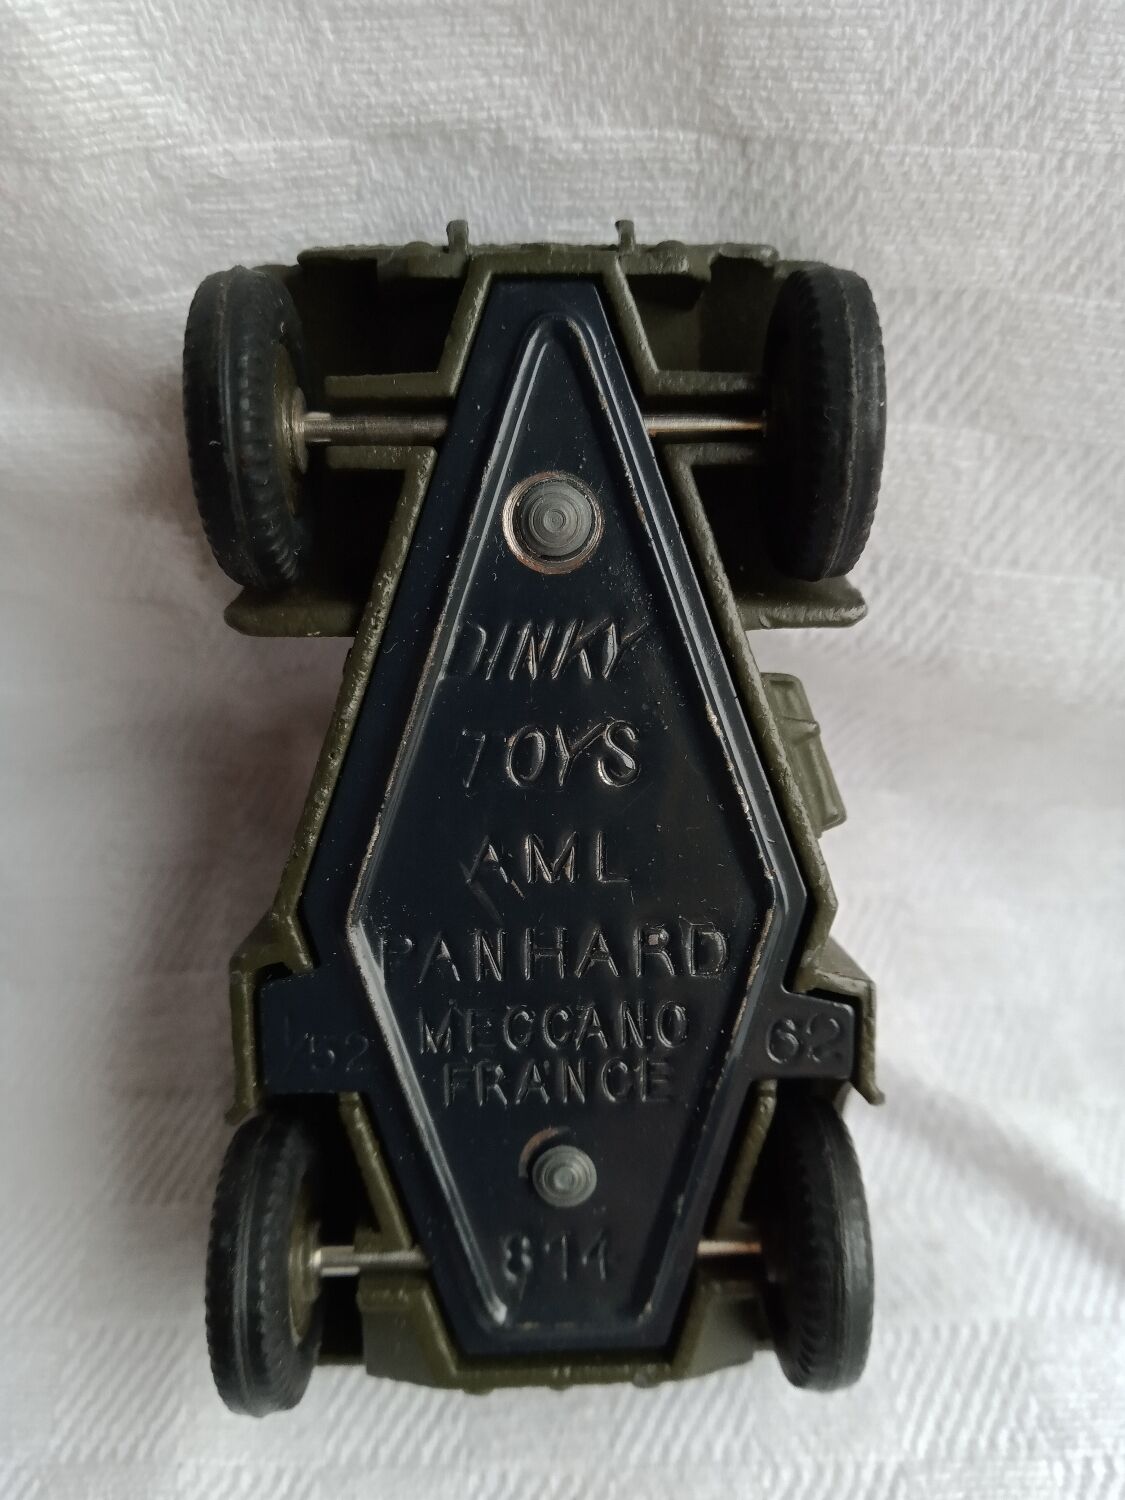 DINKY
TOYS
AML
PANHARD
MECCANO
FRANCE
1/52
62
814